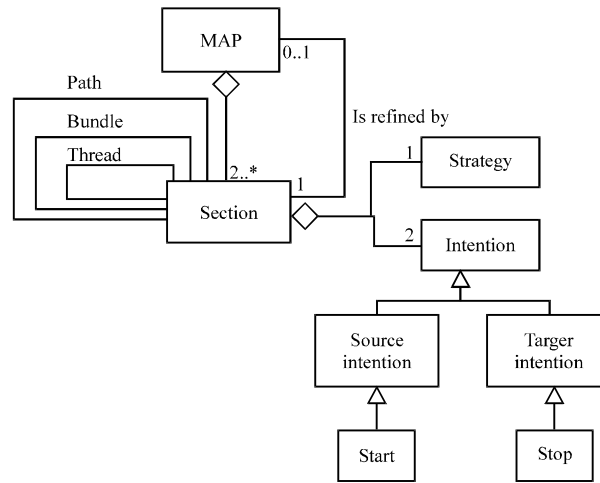 MAP
0..1
Path
Bundle
Is refined by
Thread
1
Strategy
2..*
1
Section
2
Intention
Source
intention
Targer
intention
Start
Stop